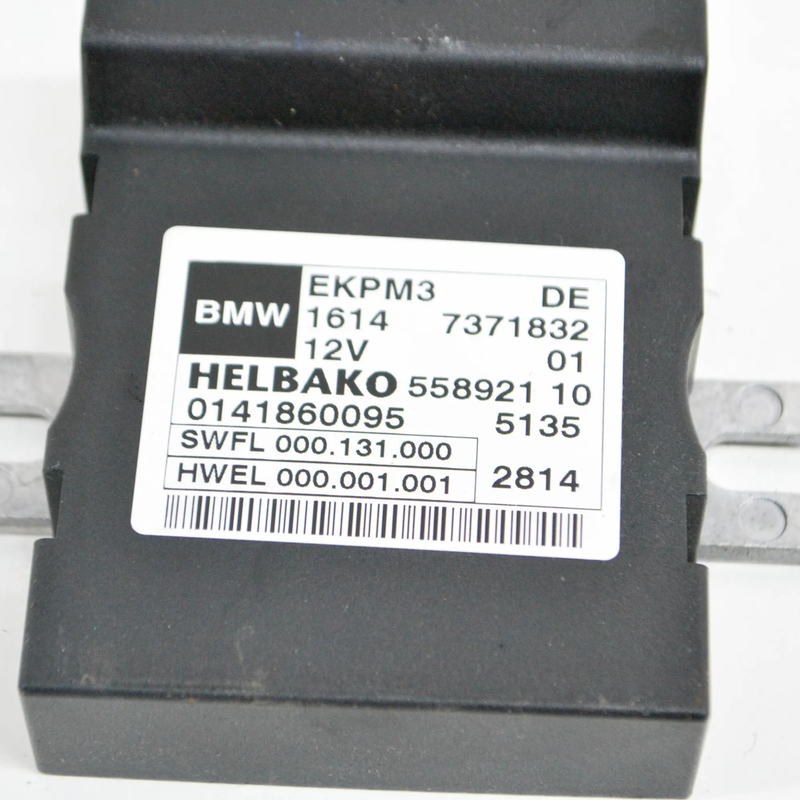 BMW
EKPM3 DE
1614 7371832
12V 01
HELBAKO 558921 10
0141860095 5135
SWFL 000.131.000
HWEL 000.001.001 2814